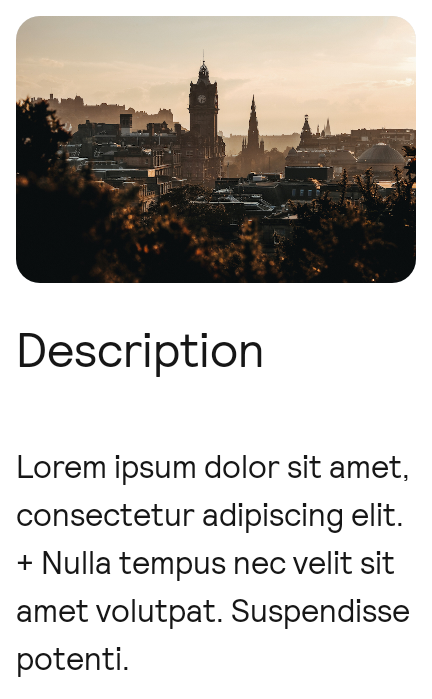 Description
Lorem ipsum dolor sit amet,
consectetur adipiscing elit.
+ Nulla tempus nec velit sit
amet volutpat. Suspendisse
potenti.